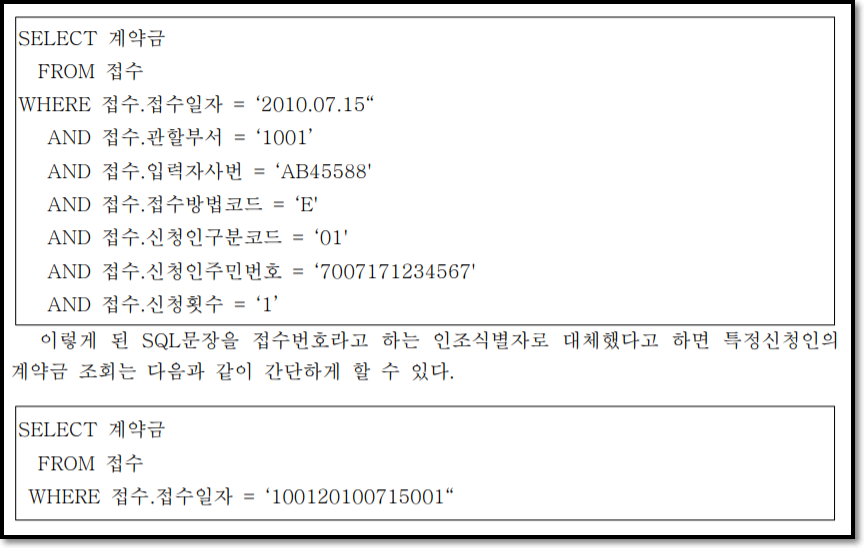 SELECT 계약금
FROM 접수
WHERE 접수.접수일자 = ‘2010.07.15“
AND 접수.관할부서 = ‘1001’
AND 접수.입력자사번 = ‘AB45588'
AND 접수.접수방법코드 = ‘E'
AND 접수.신청인구분코드 = ‘01'
AND 접수.신청인주민번호 = ‘7007171234567'
AND 접수.신청횟수 = ‘1’
이렇게 된 SQL문장을 접수번호라고 하는 인조식별자로 대체했다고 하면 특정신청인의
계약금 조회는 다음과 같이 간단하게 할 수 있다.
SELECT 계약금
FROM 접수
WHERE 접수.접수일자 = ‘100120100715001“